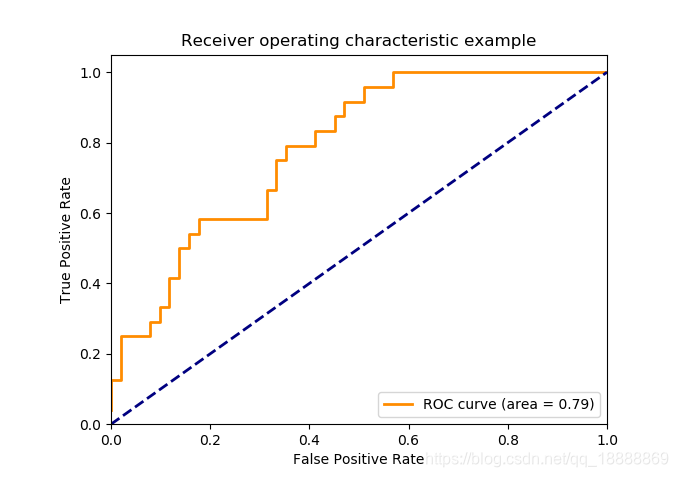 Receiver operating characteristic example
True Positive Rate
1.0
0.8
0.6
0.4
0.2
0.0
ROC curve (area = 0.79)
0.0 0.2 0.4 0.6 0.8 1.0
False Positive Rate
https://blog.csdn.net/qq_18888869